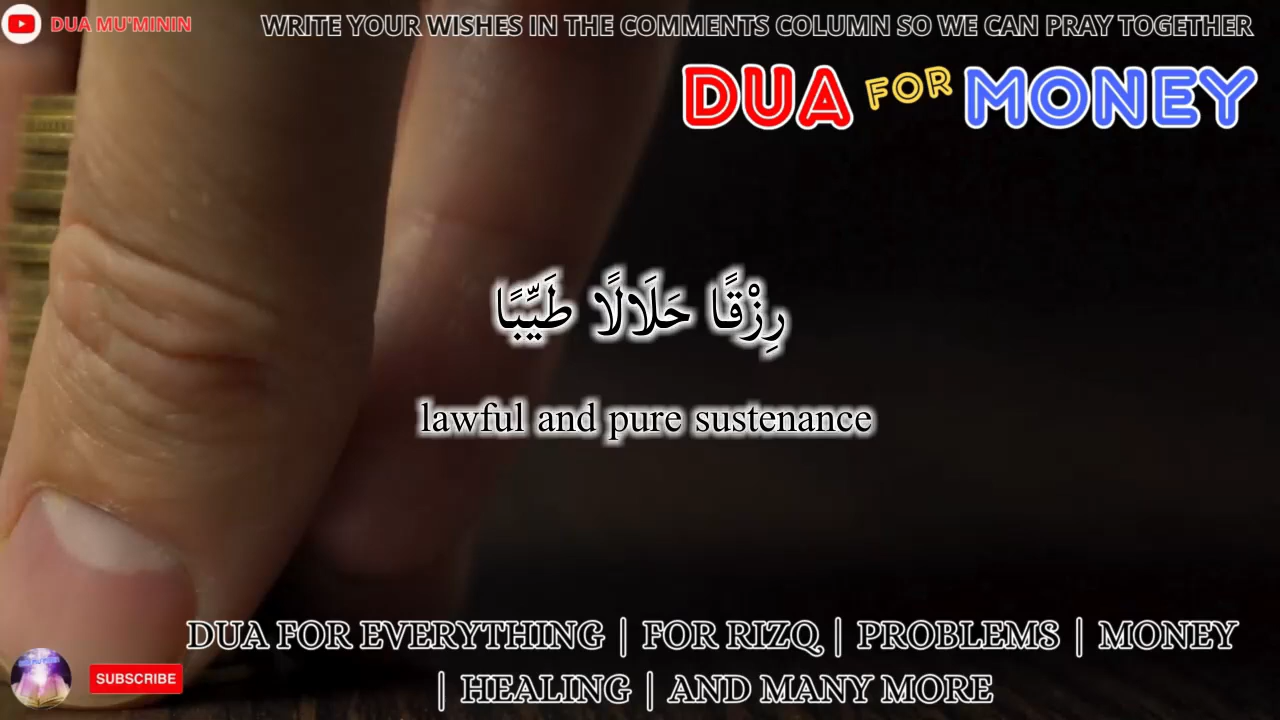 DUA MU'MININ
WRITE YOUR WISHES IN THE COMMENTS COLUMN SO WE CAN PRAY TOGETHER
DUA FOR MONEY
رِزْقًا حَلَالًا طَيِّبًا
lawful and pure sustenance
DUA FOR EVERYTHING | FOR RIZQ | PROBLEMS | MONEY
| HEALING | AND MANY MORE
SUBSCRIBE